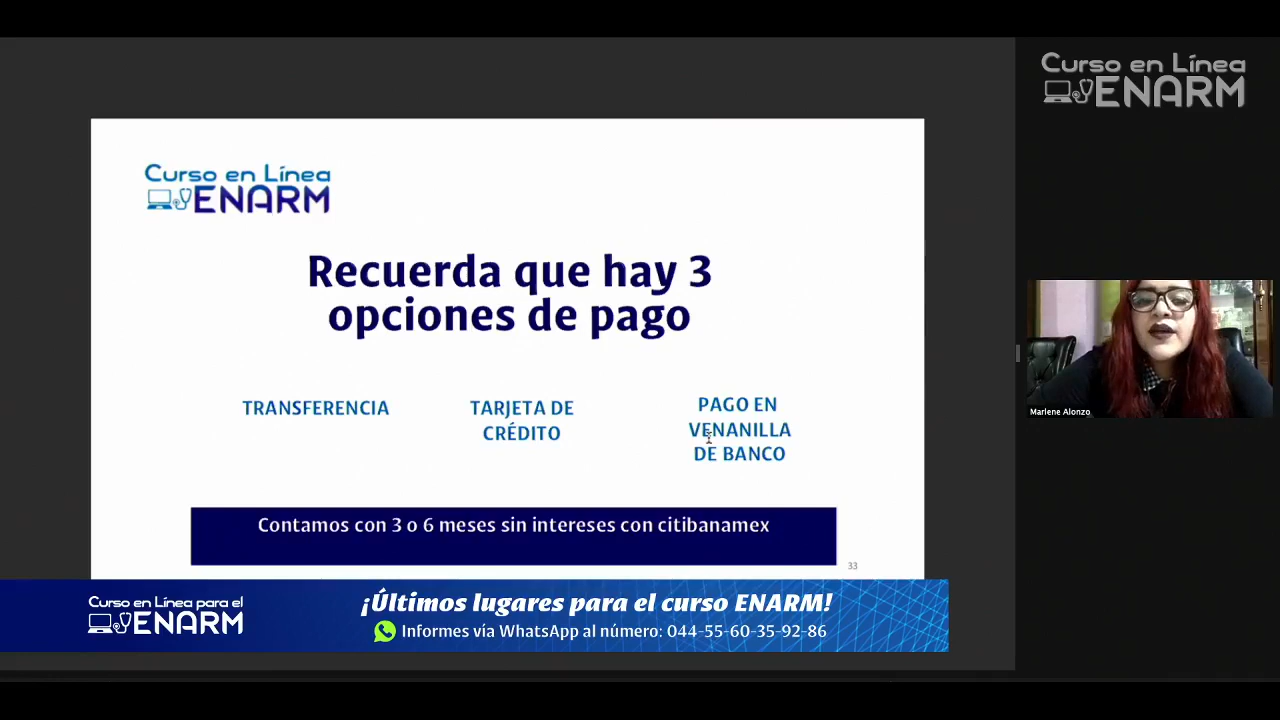 Curso en Línea
ENARM
Curso en Línea
ENARM
Recuerda que hay 3
opciones de pago
TRANSFERENCIA
TARJETA DE
CRÉDITO
PAGO EN
VENANILLA
DE BANCO
Contamos con 3 o 6 meses sin intereses con citibanamex
33
Marlene Alonzo
Curso en Línea para el
ENARM
¡Últimos lugares para el curso ENARM!
Informes vía WhatsApp al número: 044-55-60-35-92-86